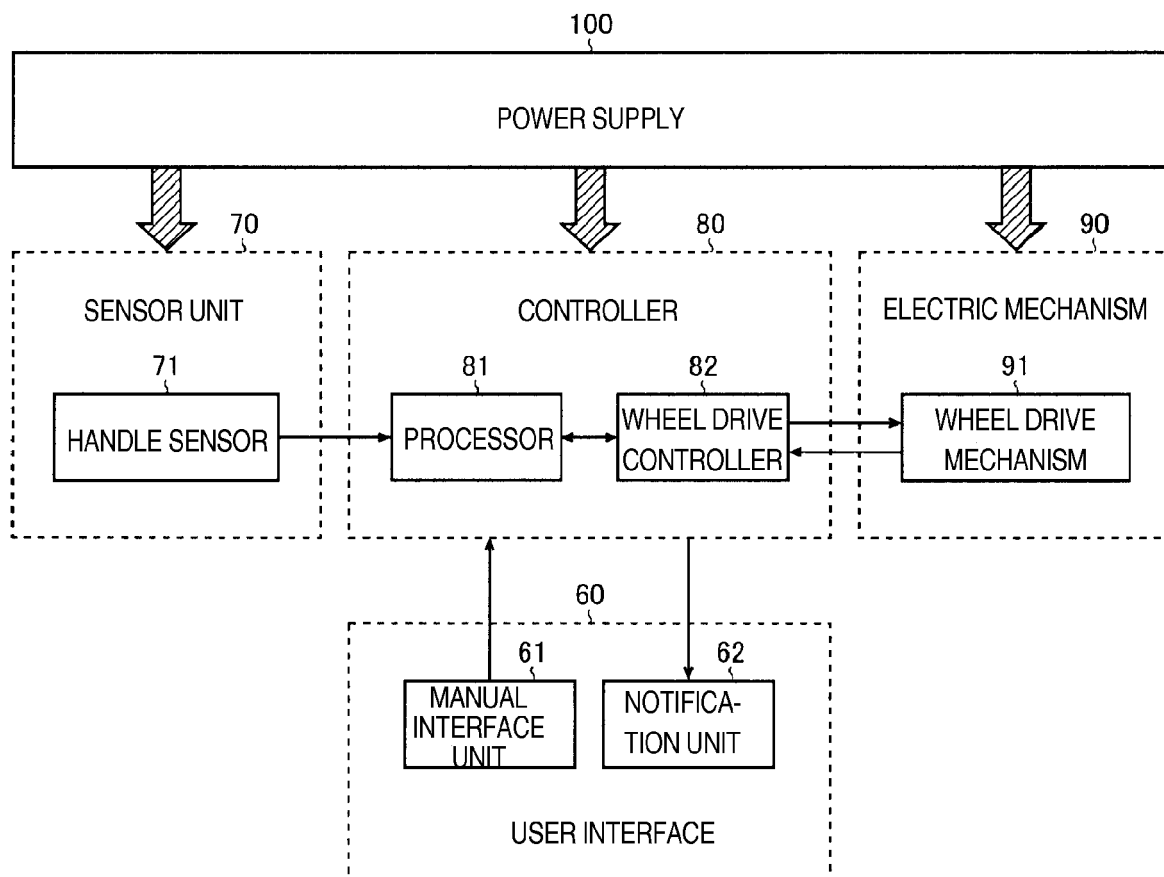 100
POWER SUPPLY
70
80
90
SENSOR UNIT
CONTROLLER
ELECTRIC MECHANISM
71
81
82
91
HANDLE SENSOR
PROCESSOR
WHEEL DRIVE
CONTROLLER
WHEEL DRIVE
MECHANISM
60
61
62
MANUAL
INTERFACE
UNIT
NOTIFICA-
TION UNIT
USER INTERFACE